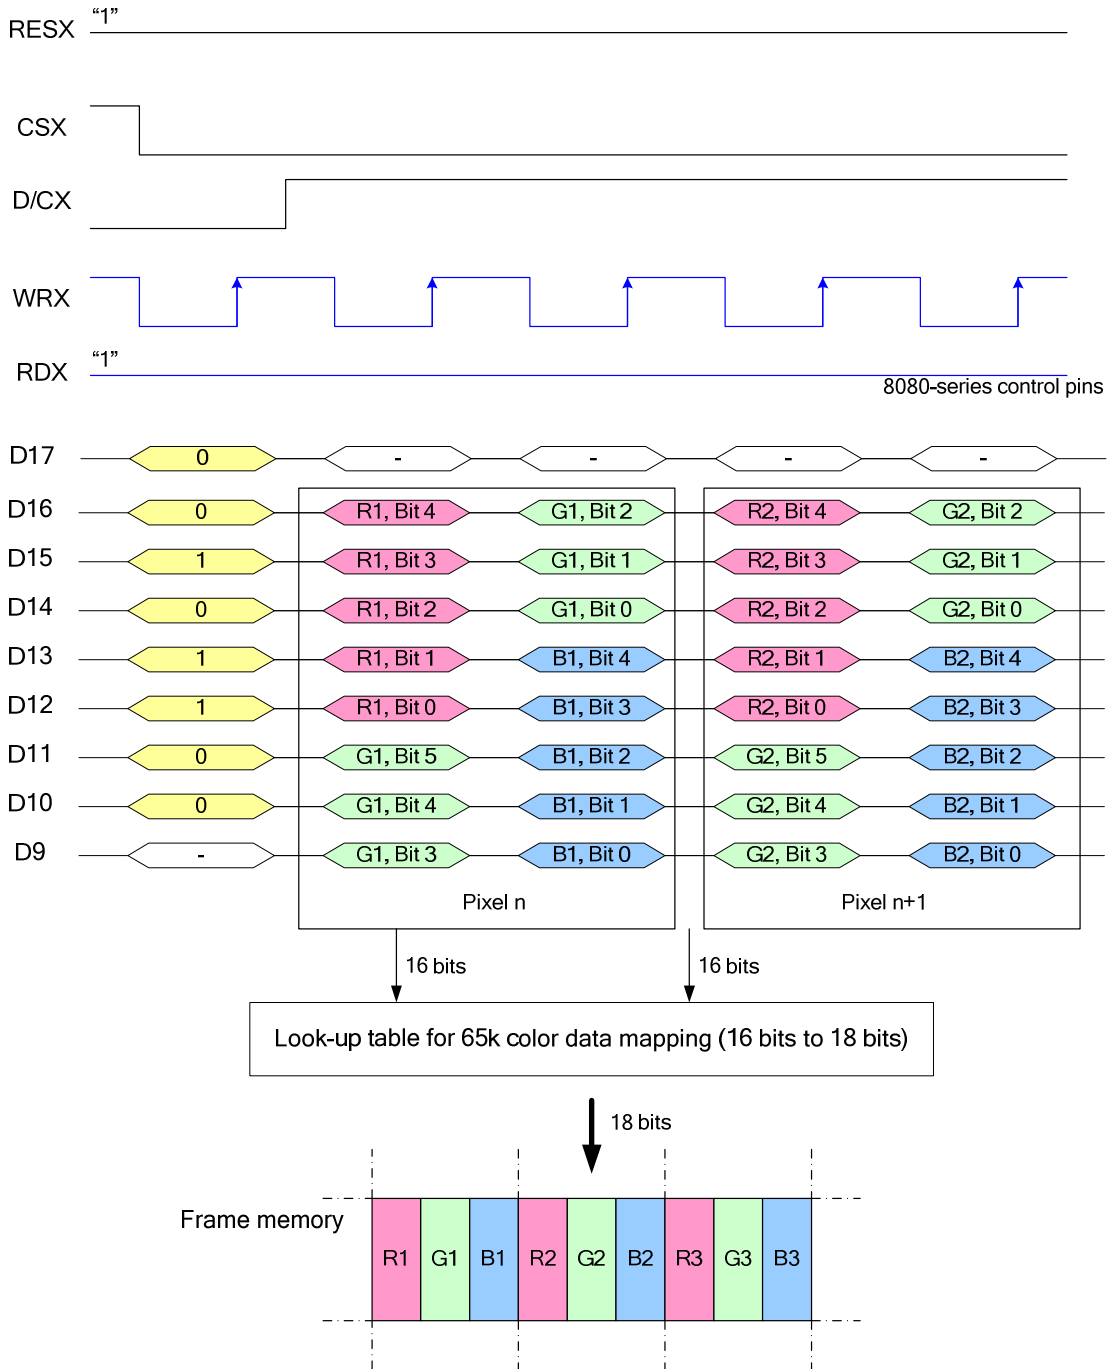 RESX “1”
CSX
D/CX
WRX
RDX “1”
8080-series control pins
D17 0 - - - -
D16 0 R1, Bit 4 G1, Bit 2 R2, Bit 4 G2, Bit 2
D15 1 R1, Bit 3 G1, Bit 1 R2, Bit 3 G2, Bit 1
D14 0 R1, Bit 2 G1, Bit 0 R2, Bit 2 G2, Bit 0
D13 1 R1, Bit 1 B1, Bit 4 R2, Bit 1 B2, Bit 4
D12 1 R1, Bit 0 B1, Bit 3 R2, Bit 0 B2, Bit 3
D11 0 G1, Bit 5 B1, Bit 2 G2, Bit 5 B2, Bit 2
D10 0 G1, Bit 4 B1, Bit 1 G2, Bit 4 B2, Bit 1
D9 - G1, Bit 3 B1, Bit 0 G2, Bit 3 B2, Bit 0
Pixel n Pixel n+1
16 bits 16 bits
Look-up table for 65k color data mapping (16 bits to 18 bits)
18 bits
Frame memory
R1 G1 B1 R2 G2 B2 R3 G3 B3